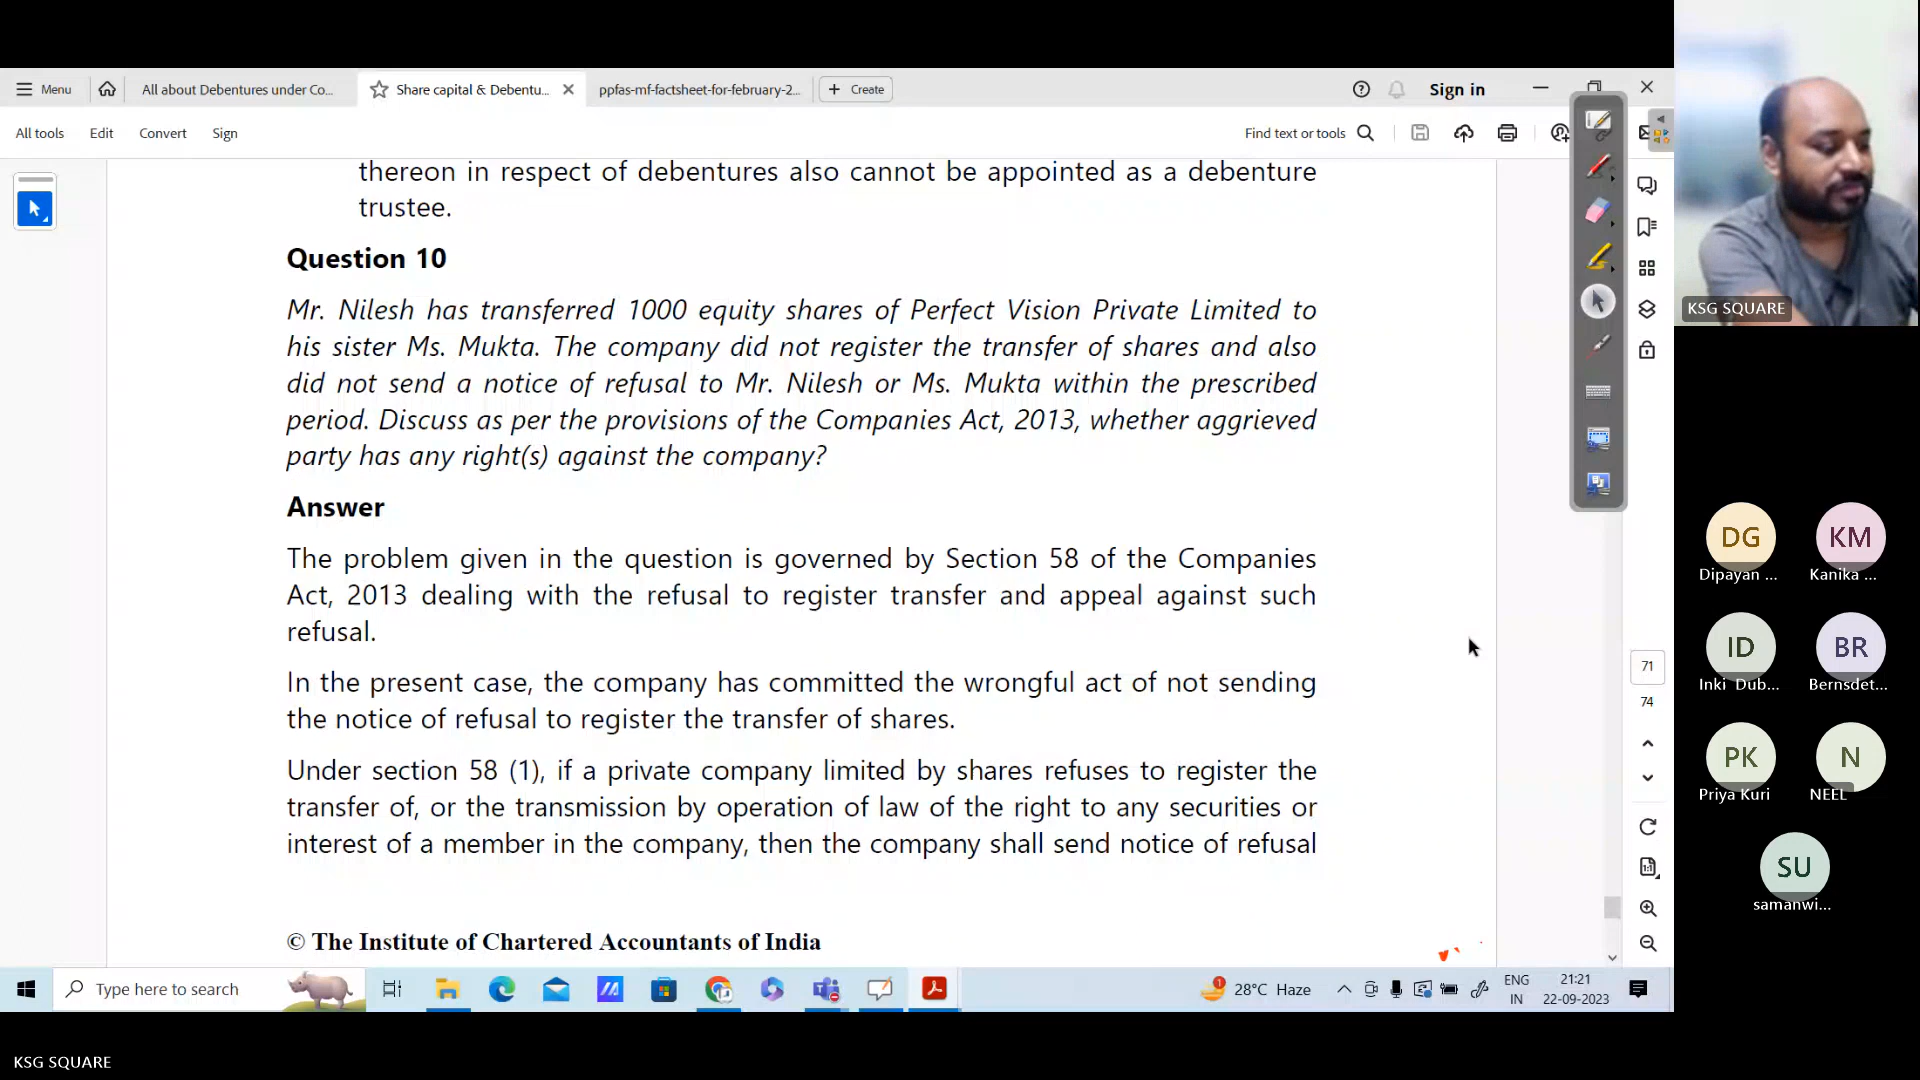 Menu
All about Debentures under Co...
Share capital & Debentu...
ppfas-mf-factsheet-for-february-2...
Create
Sign in
All tools
Edit
Convert
Sign
Find text or tools
thereon in respect of debentures also cannot be appointed as a debenture
trustee.
Question 10
Mr. Nilesh has transferred 1000 equity shares of Perfect Vision Private Limited to
his sister Ms. Mukta. The company did not register the transfer of shares and also
did not send a notice of refusal to Mr. Nilesh or Ms. Mukta within the prescribed
period. Discuss as per the provisions of the Companies Act, 2013, whether aggrieved
party has any right(s) against the company?
Answer
The problem given in the question is governed by Section 58 of the Companies
Act, 2013 dealing with the refusal to register transfer and appeal against such
refusal.
In the present case, the company has committed the wrongful act of not sending
the notice of refusal to register the transfer of shares.
Under section 58 (1), if a private company limited by shares refuses to register the
transfer of, or the transmission by operation of law of the right to any securities or
interest of a member in the company, then the company shall send notice of refusal
© The Institute of Chartered Accountants of India
71
74
KSG SQUARE
DG
Dipayan ...
KM
Kanika ...
ID
Inki Dub...
BR
Bernsdet...
PK
Priya Kuri
N
NEEL
SU
samanwi...
Type here to search
1
28°C Haze
ENG
IN
21:21
22-09-2023
KSG SQUARE